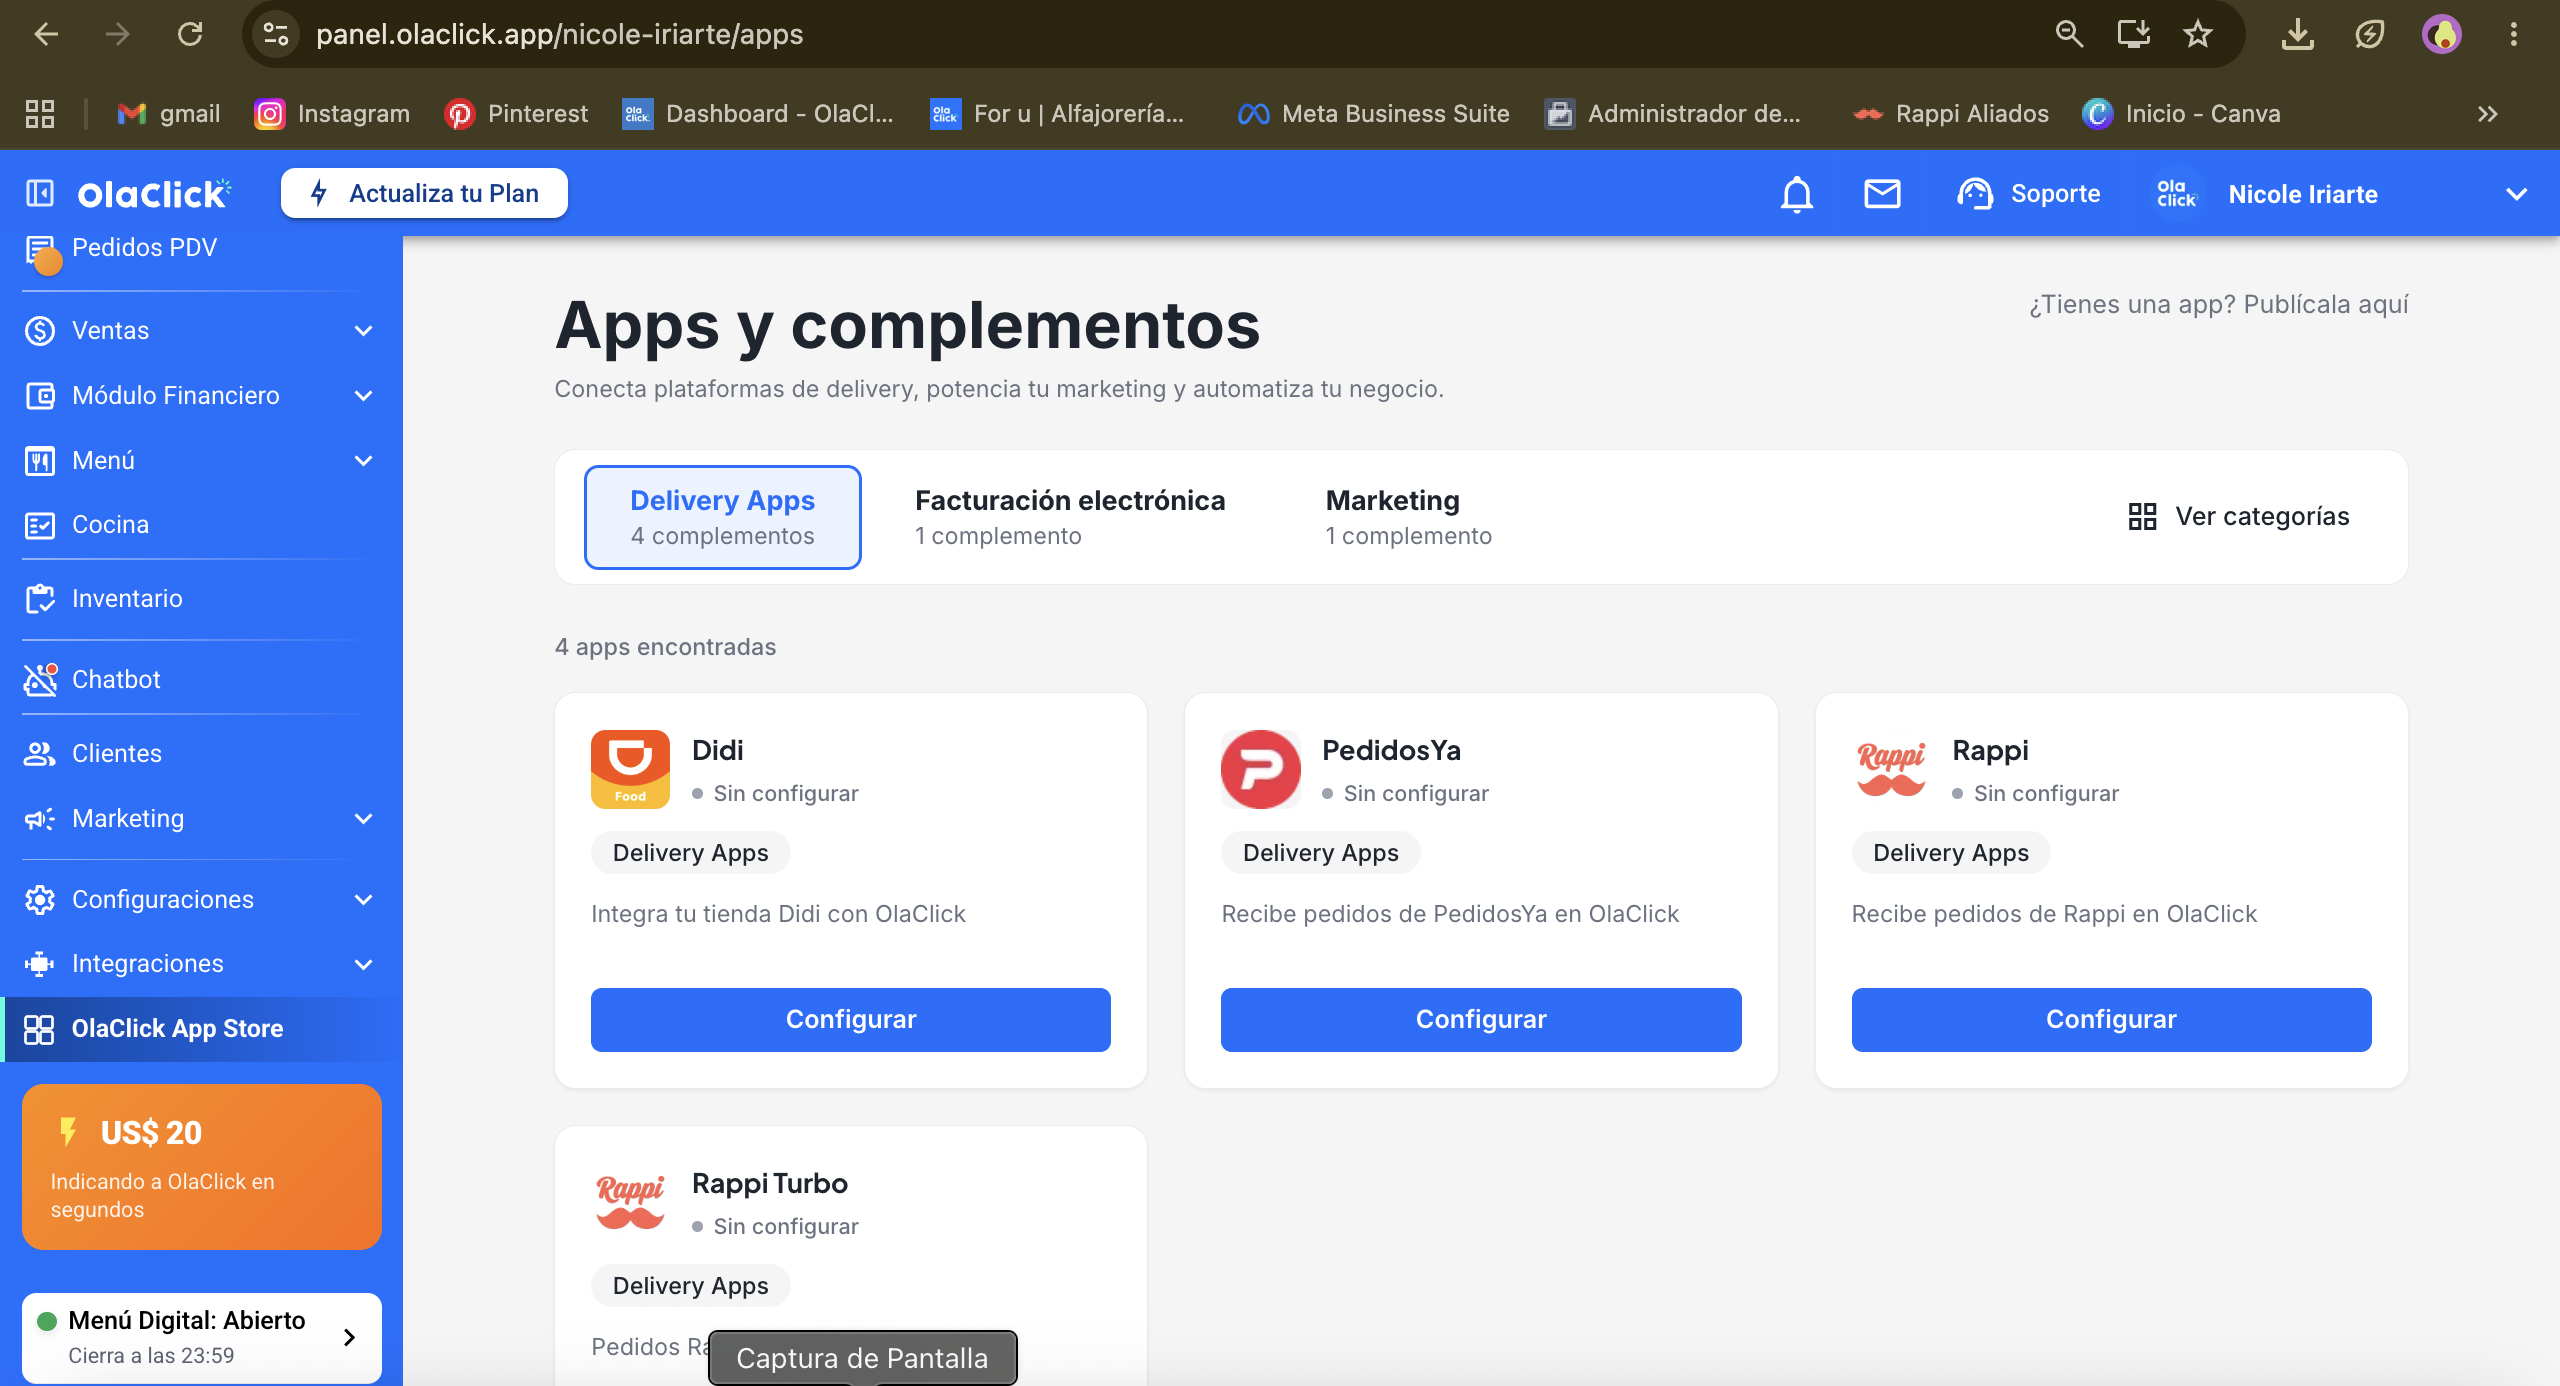 panel.olaclick.app/nicole-iriarte/apps
gmail
Instagram
Pinterest
Ola Click.
Dashboard - OlaCl...
Ola Click.
For u | Alfajorería...
Meta Business Suite
Administrador de...
Rappi Aliados
Inicio - Canva
olaclick
Actualiza tu Plan
Soporte
Ola Click
Nicole Iriarte
Pedidos PDV
Ventas
Módulo Financiero
Menú
Cocina
Inventario
Chatbot
Clientes
Marketing
Configuraciones
Integraciones
OlaClick App Store
US$ 20
Indicando a OlaClick en
segundos
Menú Digital: Abierto
Cierra a las 23:59
Apps y complementos
¿Tienes una app? Publícala aquí
Conecta plataformas de delivery, potencia tu marketing y automatiza tu negocio.
Delivery Apps
4 complementos
Facturación electrónica
1 complemento
Marketing
1 complemento
Ver categorías
4 apps encontradas
Food
Didi
Sin configurar
Delivery Apps
Integra tu tienda Didi con OlaClick
Configurar
PedidosYa
Sin configurar
Delivery Apps
Recibe pedidos de PedidosYa en OlaClick
Configurar
Rappi
Rappi
Sin configurar
Delivery Apps
Recibe pedidos de Rappi en OlaClick
Configurar
Rappi
Rappi Turbo
Sin configurar
Delivery Apps
Pedidos
Captura de Pantalla